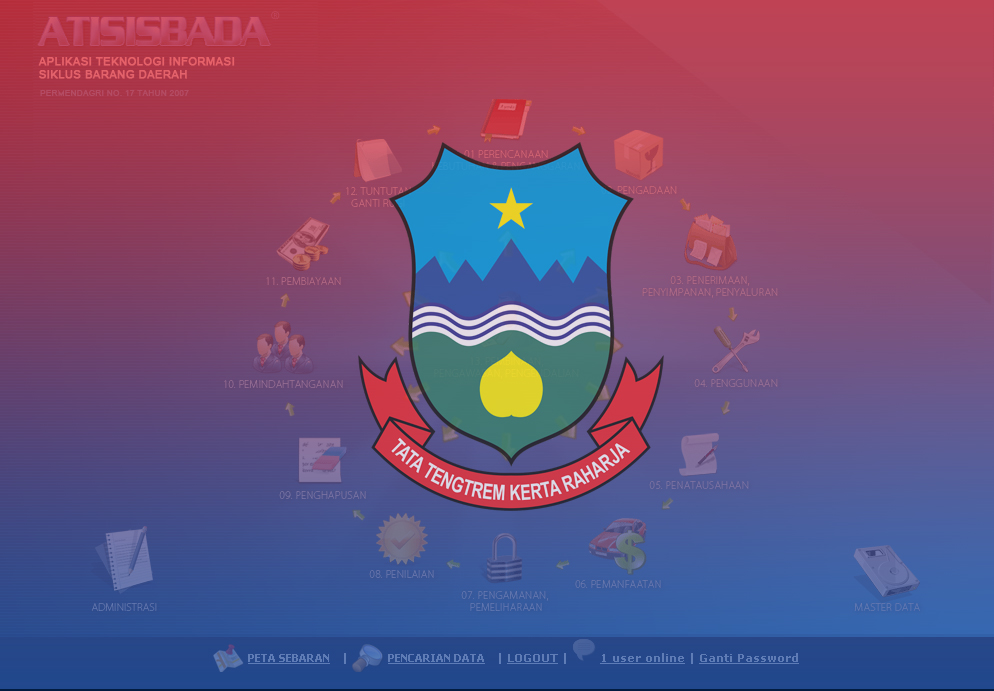 ATISISBADA
APLIKASI TEKNOLOGI INFORMASI
SIKLUS BARANG DAERAH
PERMENDAGRI NO. 17 TAHUN 2007
01. PERENCANAAN
PENGADAAN
03. PENERIMAAN,
PENYIMPANAN, PENYALURAN
04. PENGGUNAAN
05. PENATAUSAHAAN
06. PEMANFAATAN
07. PENGAMANAN,
PEMELIHARAAN
08. PENILAIAN
09. PENGHAPUSAN
10. PEMINDAHTANGANAN
11. PEMBIAYAAN
12. TUNTUTAN
GANTI
TATA TENGTREM KERTA RAHARJA
ADMINISTRASI
MASTER DATA
PETA SEBARAN | PENCARIAN DATA | LOGOUT | 1 user online | Ganti Password